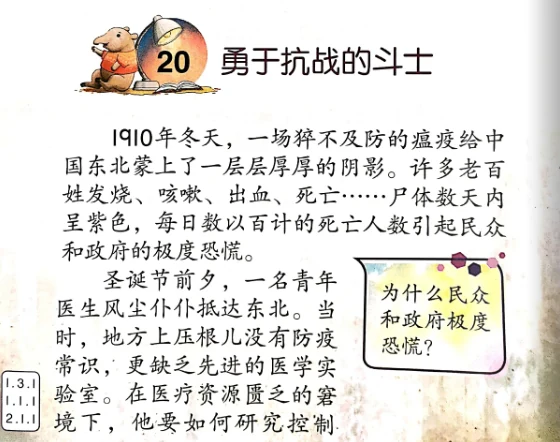 20 勇于抗战的斗士
1910年冬天，一场猝不及防的瘟疫给中
国东北蒙上了一层层厚厚的阴影。许多老百
姓发烧、咳嗽、出血、死亡……尸体数天内
呈紫色，每日数以百计的死亡人数引起民众
和政府的极度恐慌。
圣诞节前夕，一名青年
医生风尘仆仆抵达东北。当
时，地方上压根儿没有防疫
常识，更缺乏先进的医学实
验室。在医疗资源匮乏的窘
境下，他要如何研究控制
为什么民众
和政府极度
恐慌？
1.3.1
1.1.1
2.1.1